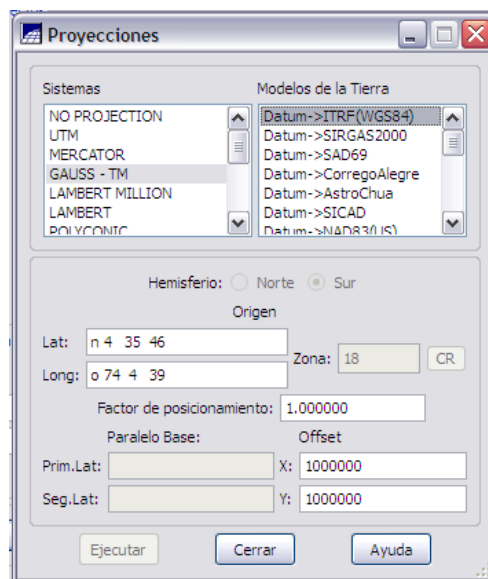 Proyecciones
Sistemas Modelos de la Tierra
NO PROJECTION Datum->ITRF(WGS84)
UTM Datum->SIRGAS2000
MERCATOR Datum->SAD69
GAUSS - TM Datum->CorregoAlegre
LAMBERT MILLION Datum->AstroChua
LAMBERT Datum->SICAD
POLYCONIC Datum->NAD83(US)
Hemisferio: Norte Sur
Origen
Lat: n 4 35 46
Zona: 18 CR
Long: o 74 4 39
Factor de posicionamiento: 1.000000
Paralelo Base: Offset
Prim.Lat: X: 1000000
Seg.Lat: Y: 1000000
Ejecutar Cerrar Ayuda